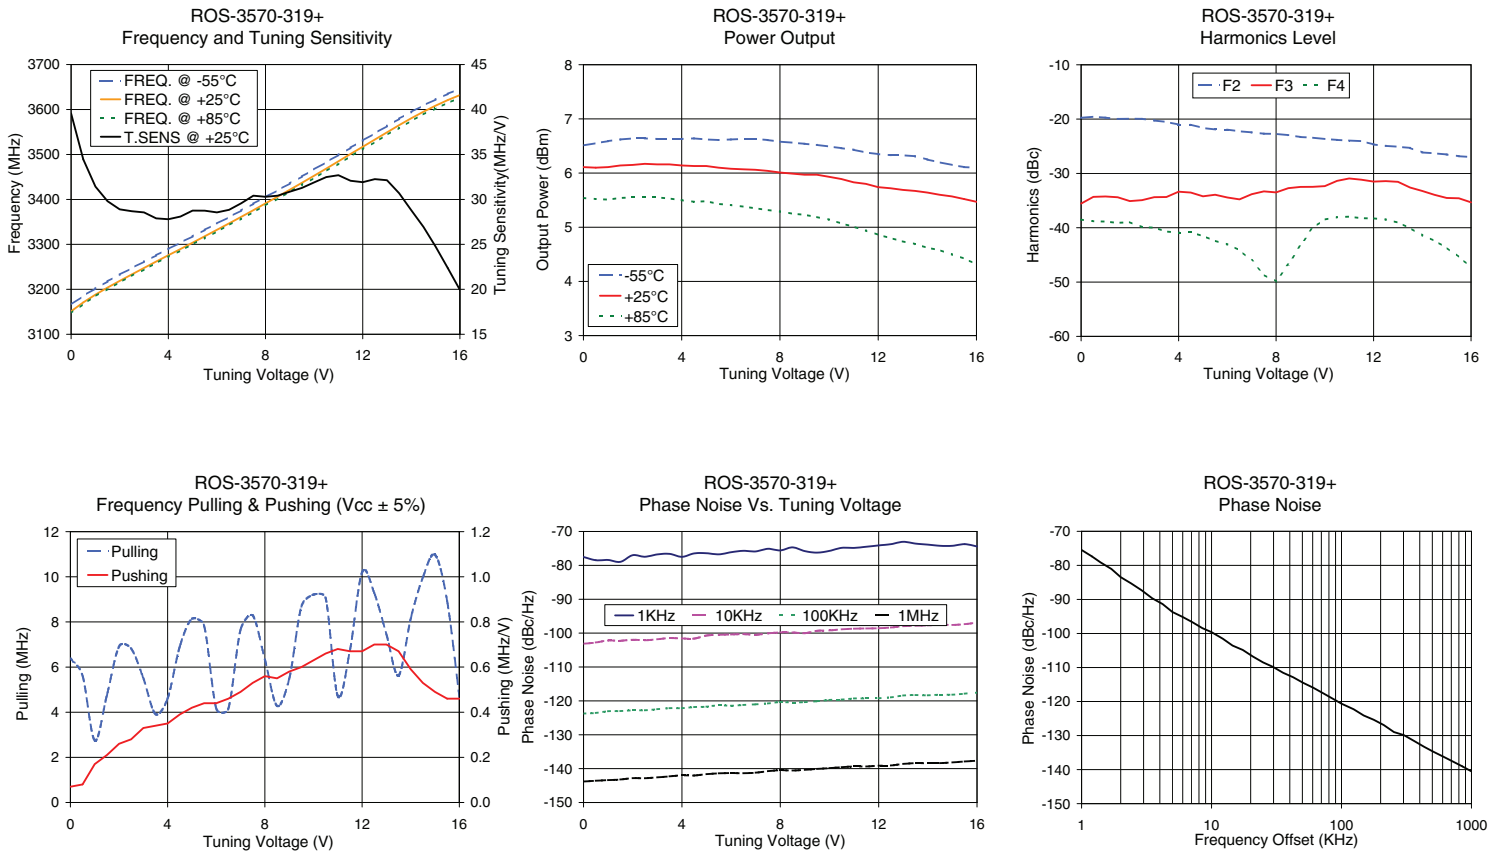 ROS-3570-319+
Frequency and Tuning Sensitivity
3700
3600
3500
3400
3300
3200
3100
45
40
35
30
25
20
15
FREQ. @ -55°C
FREQ. @ +25°C
FREQ. @ +85°C
T.SENS @ +25°C
Frequency (MHz)
Tuning Sensitivity(MHz/V)
0 4 8 12 16
Tuning Voltage (V)
ROS-3570-319+
Power Output
8
7
6
5
4
3
Output Power (dBm)
-55°C
+25°C
+85°C
0 4 8 12 16
Tuning Voltage (V)
ROS-3570-319+
Harmonics Level
-10
-20
-30
-40
-50
-60
Harmonics (dBc)
F2 F3 F4
0 4 8 12 16
Tuning Voltage (V)
ROS-3570-319+
Frequency Pulling & Pushing (Vcc ± 5%)
12
10
8
6
4
2
0
1.2
1.0
0.8
0.6
0.4
0.2
0.0
Pulling
Pushing
Pulling (MHz)
Pushing (MHz/V)
0 4 8 12 16
Tuning Voltage (V)
ROS-3570-319+
Phase Noise Vs. Tuning Voltage
-70
-80
-90
-100
-110
-120
-130
-140
-150
Phase Noise (dBc/Hz)
1KHz 10KHz 100KHz 1MHz
0 4 8 12 16
Tuning Voltage (V)
ROS-3570-319+
Phase Noise
-70
-80
-90
-100
-110
-120
-130
-140
-150
Phase Noise (dBc/Hz)
1 10 100 1000
Frequency Offset (KHz)